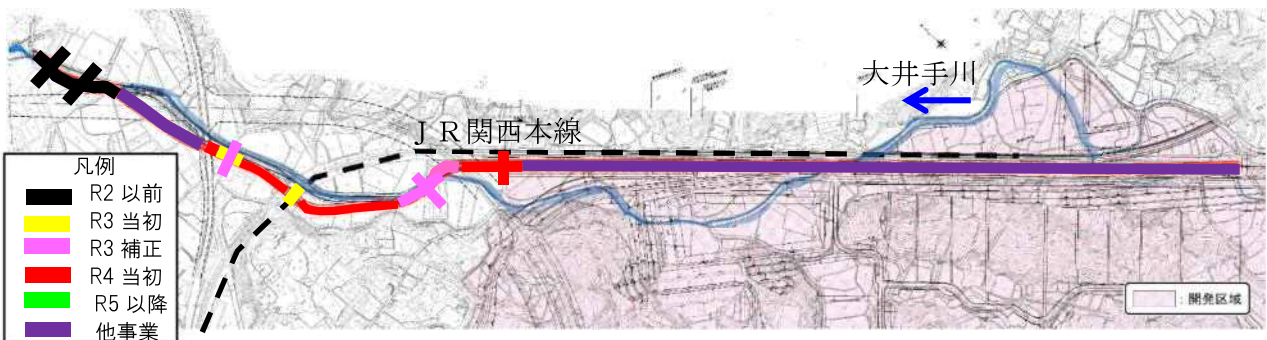 大井手川
ＪＲ関西本線
凡例
R2 以前
R3 当初
R3 補正
R4 当初
R5 以降
他事業
：開発区域